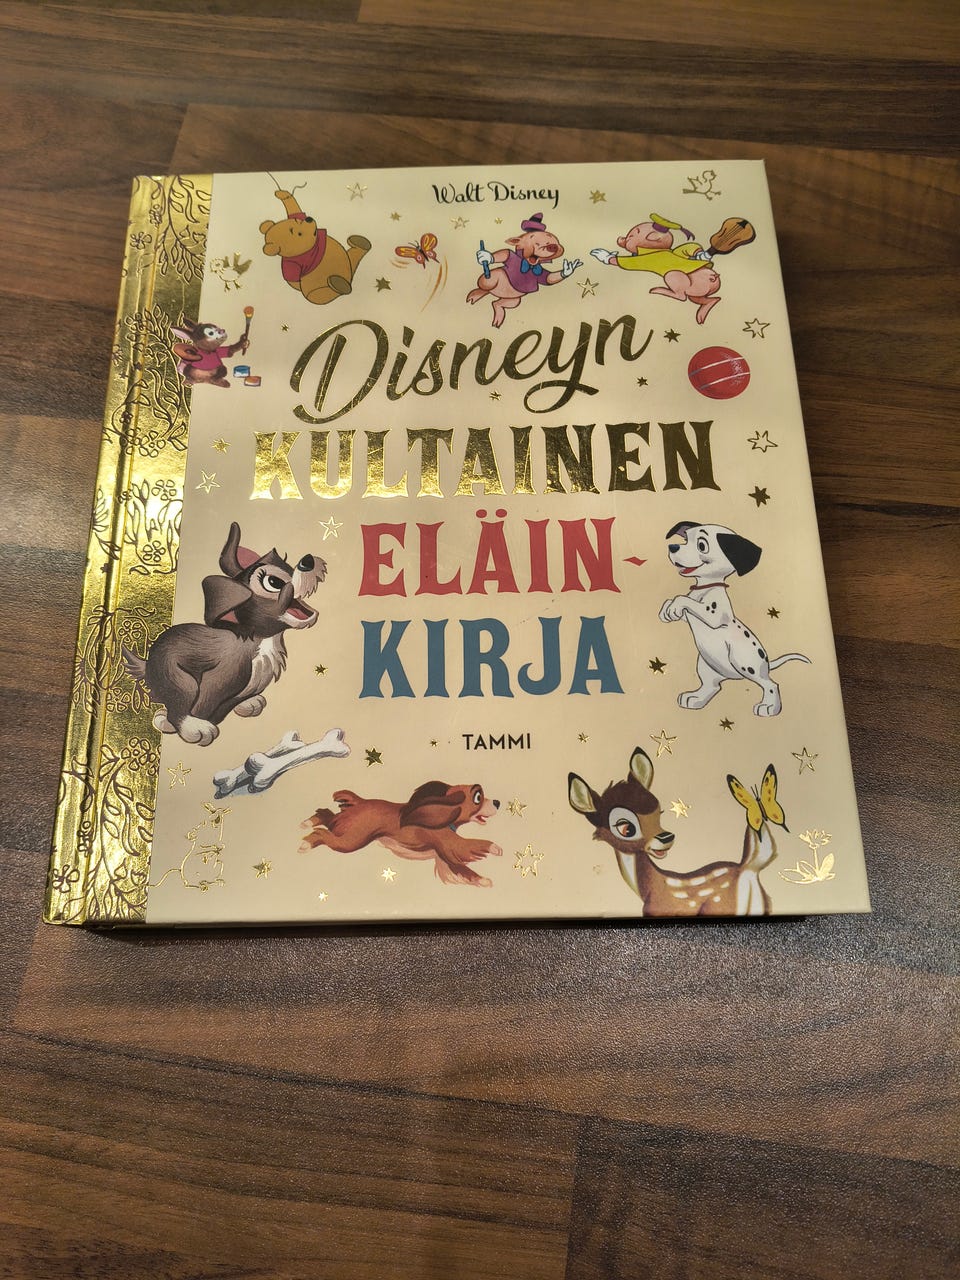 Walt Disney
Disneyn
KULTAINEN
ELÄIN-
KIRJA
TAMMI